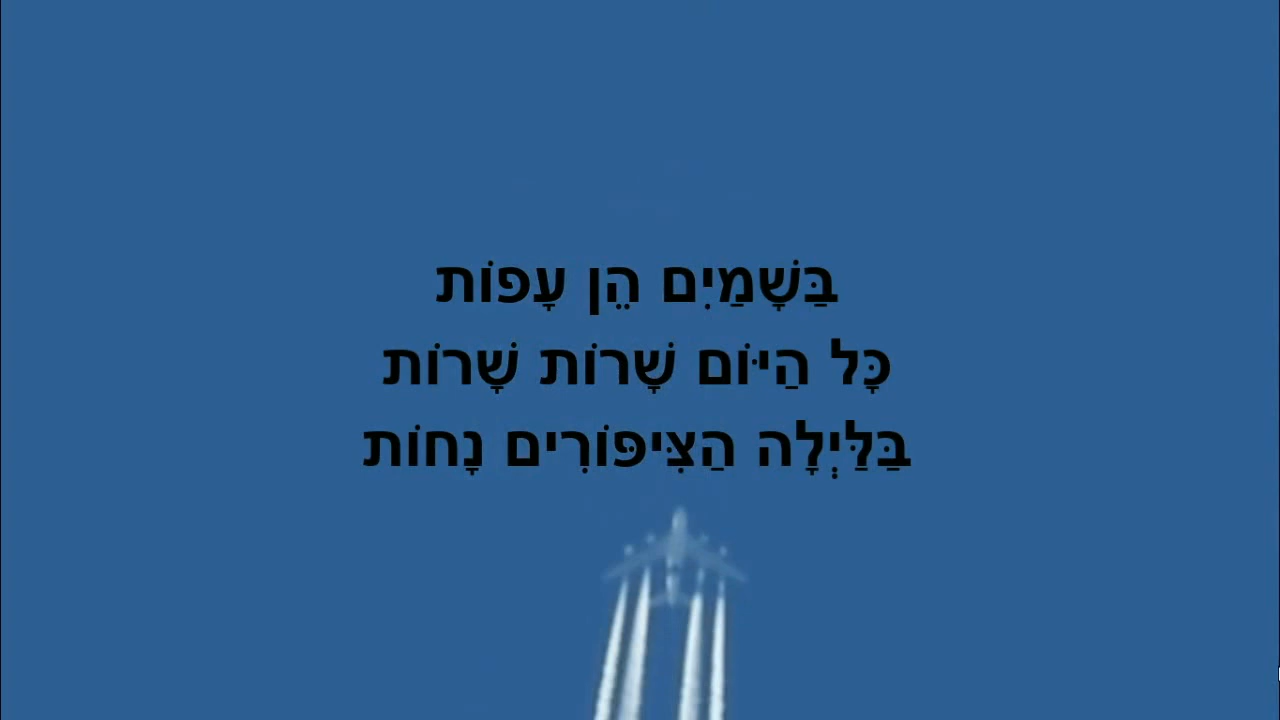 בַּשָּׁמַיִם הֵן עָפוֹת
כָּל הַיּוֹם שָׁרוֹת שָׁרוֹת
בַּלַּיְלָה הַצִּיפּוֹרִים נָחוֹת